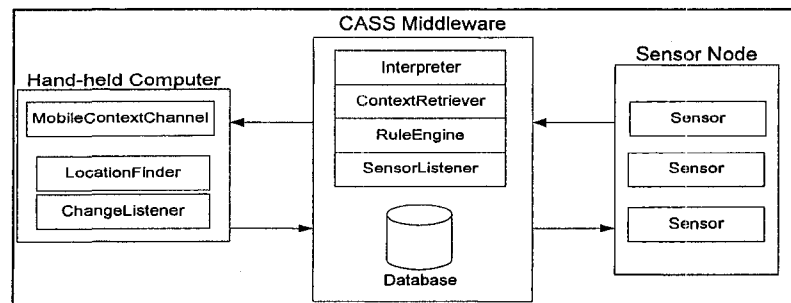 CASS Middleware
Hand-held Computer
MobileContextChannel
LocationFinder
ChangeListener
Interpreter
ContextRetriever
RuleEngine
SensorListener
Database
Sensor Node
Sensor
Sensor
Sensor